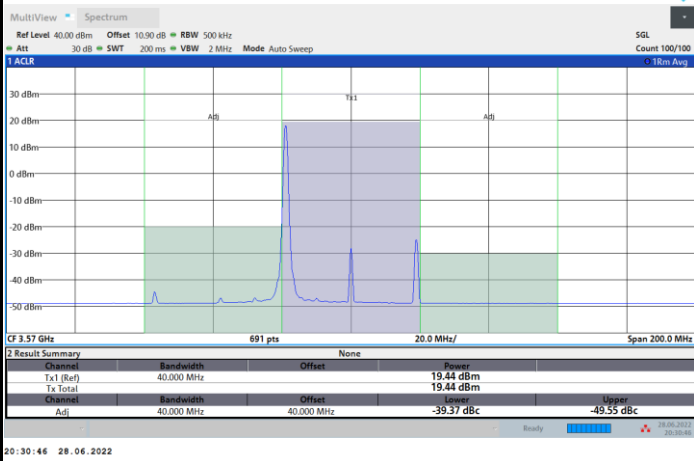 MultiView Spectrum
Ref Level 40.00 dBm Offset 10.90 dB RBW 500 kHz SGL
Att 30 dB SWT 200 ms VBW 2 MHz Mode Auto Sweep Count 100/100
1 ACLR 1Rm Avg
30 dBm
Tx1
20 dBm
Adj Adj
10 dBm
0 dBm
-10 dBm
-20 dBm
-30 dBm
-40 dBm
-50 dBm
CF 3.57 GHz 691 pts 20.0 MHz/ Span 200.0 MHz
2 Result Summary None
Channel Bandwidth Offset Power
Tx1 (Ref) 40.000 MHz 19.44 dBm
Tx Total 19.44 dBm
Channel Bandwidth Offset Lower Upper
Adj 40.000 MHz 40.000 MHz -39.37 dBc -49.55 dBc
Ready 28.06.2022
20:30:46
20:30:46 28.06.2022